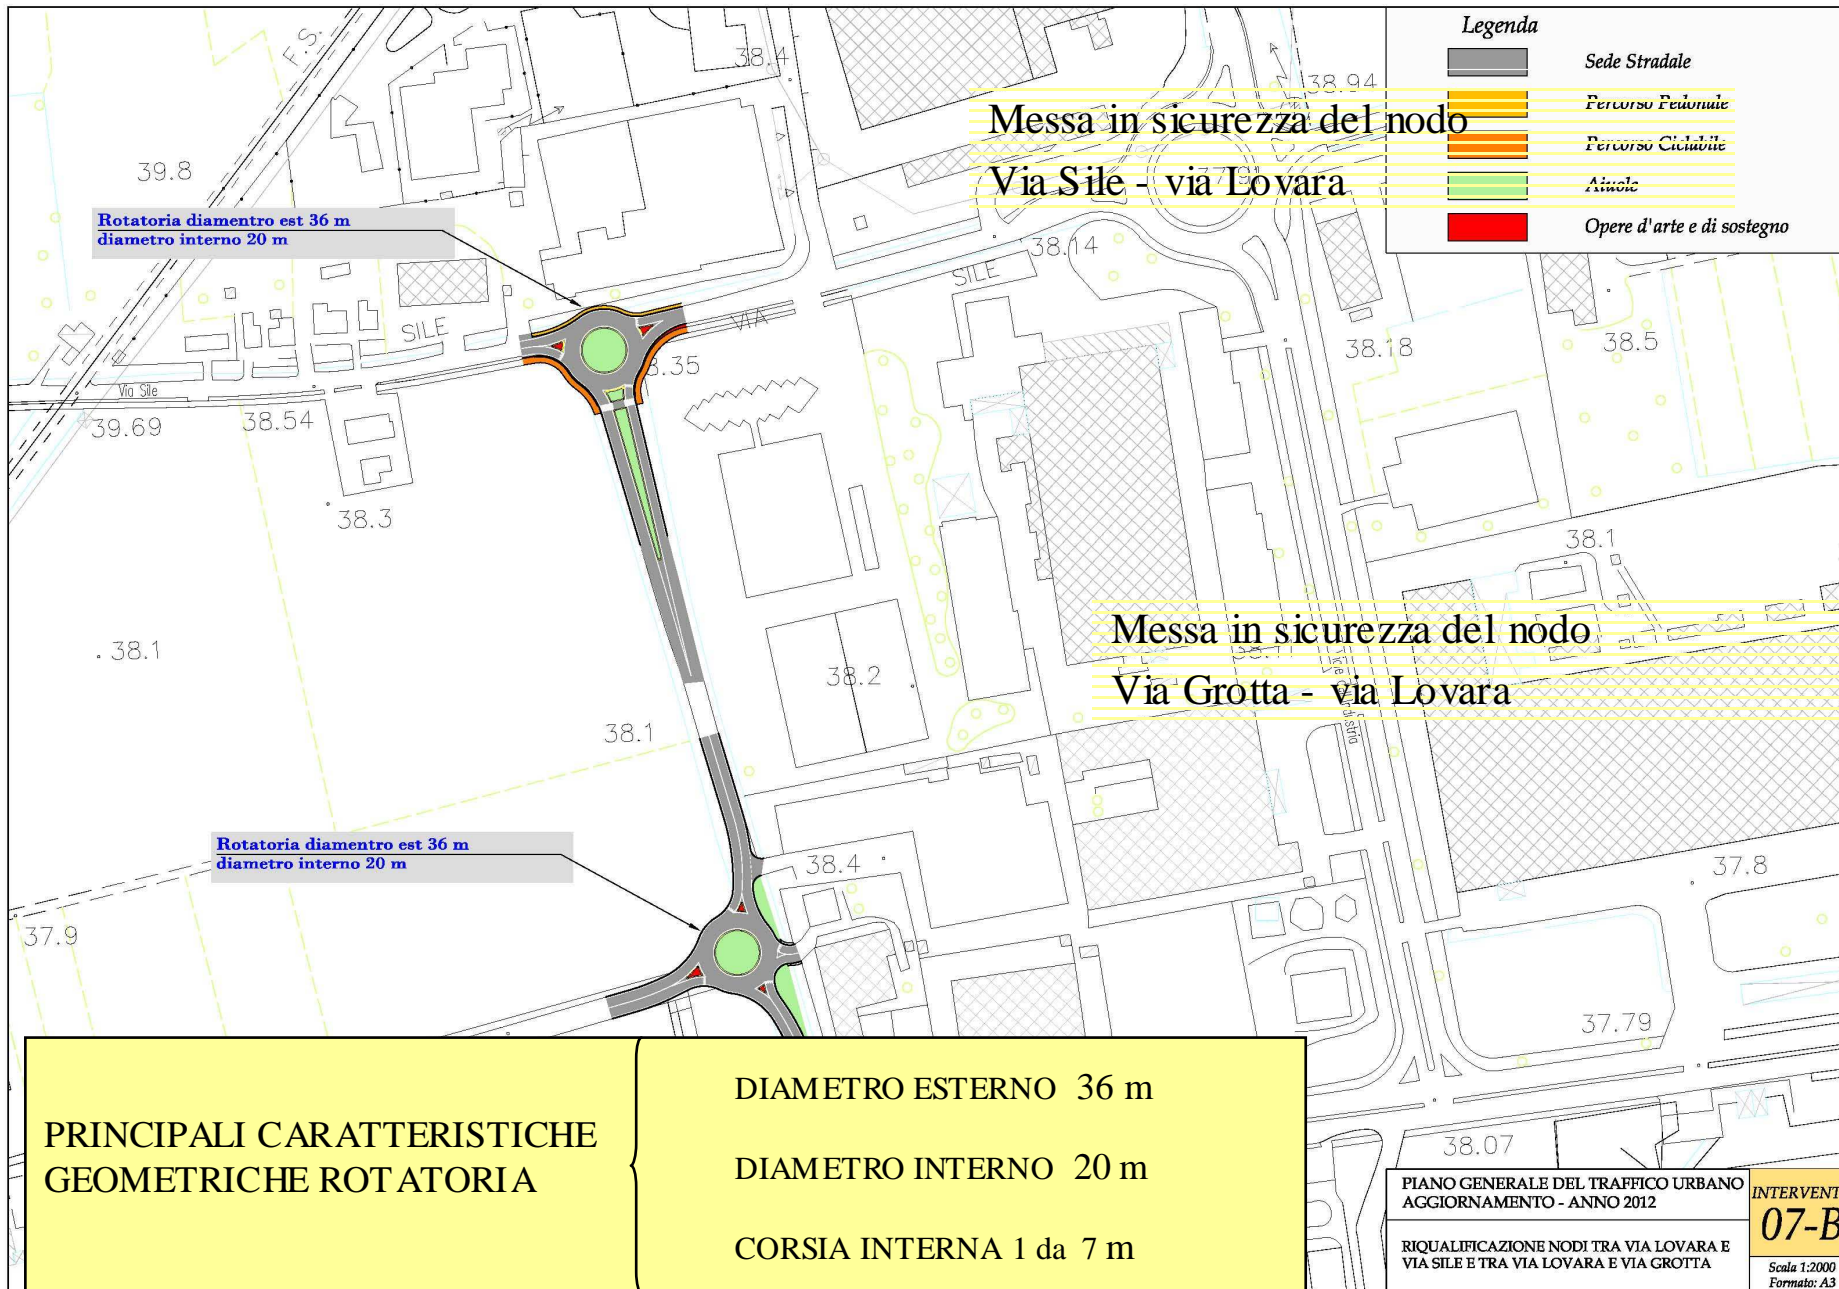 Legenda
Sede Stradale
Percorso Pedonale
Percorso Ciclabile
Aiuole
Opere d'arte e di sostegno
Messa in sicurezza del nodo
Via Sile - via Lovara
F.S.
38.4
38.94
39.8
37.9
Rotatoria diamentro est 36 m
diametro interno 20 m
38.14
SILE
VIA
SILE
38.18
38.5
8.35
Via Sile
39.69
38.54
38.3
38.1
Messa in sicurezza del nodo
Via Grotta - via Lovara
38.1
38.2
38.1
Rotatoria diamentro est 36 m
diametro interno 20 m
38.4
37.8
37.9
37.79
38.07
PRINCIPALI CARATTERISTICHE
GEOMETRICHE ROTATORIA
DIAMETRO ESTERNO 36 m
DIAMETRO INTERNO 20 m
CORSIA INTERNA 1 da 7 m
PIANO GENERALE DEL TRAFFICO URBANO
AGGIORNAMENTO - ANNO 2012
RIQUALIFICAZIONE NODI TRA VIA LOVARA E
VIA SILE E TRA VIA LOVARA E VIA GROTTA
INTERVENT
07-B
Scala 1:2000
Formato: A3